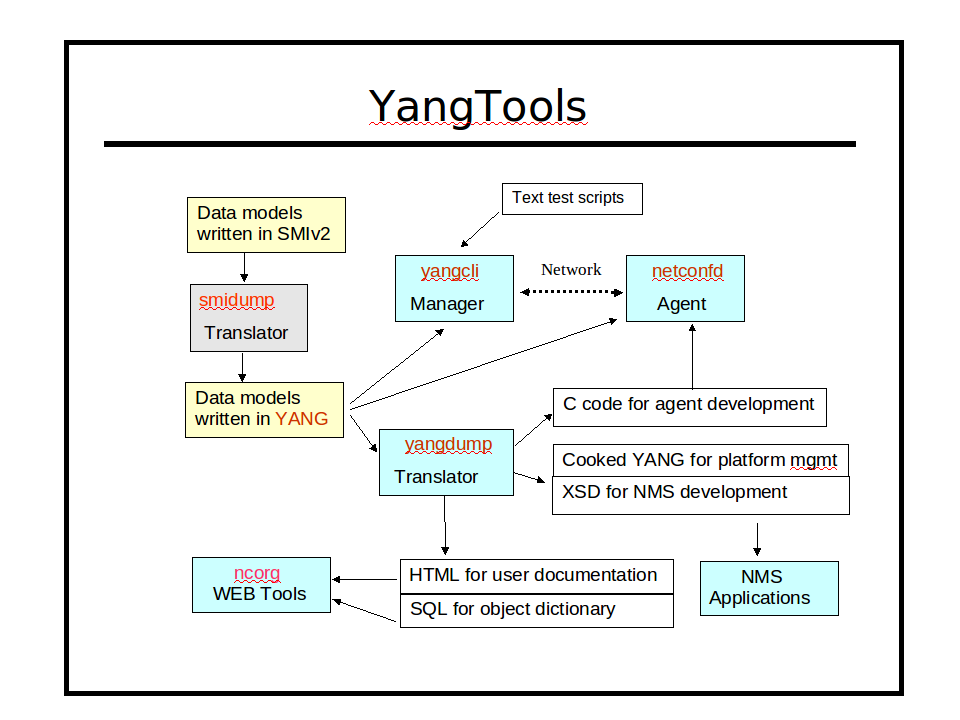 YangTools
Text test scripts
Data models
written in SMIv2
yangcli
Manager
Network
netconfd
Agent
smidump
Translator
Data models
written in YANG
C code for agent development
yangdump
Translator
Cooked YANG for platform mgmt
XSD for NMS development
ncorg
WEB Tools
HTML for user documentation
SQL for object dictionary
NMS
Applications